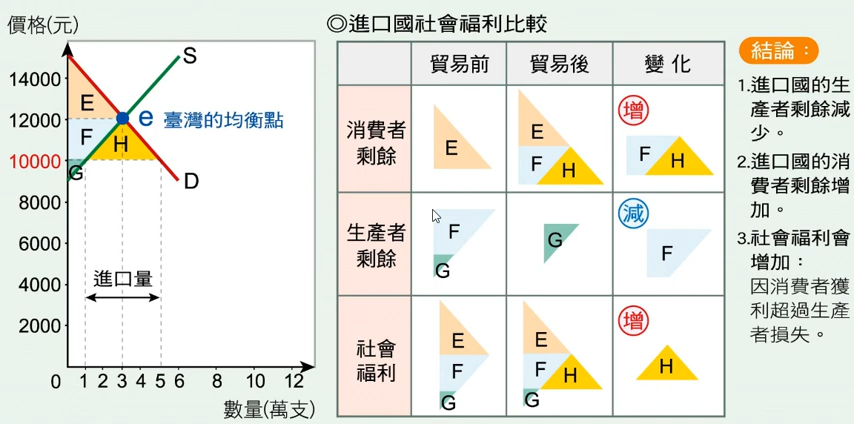 價格(元)
14000
12000
10000
8000
6000
4000
2000
0 1 2 3 4 5 6 8 10 12
數量(萬支)
S
D
E
F
G
H
e 臺灣的均衡點
進口量
◎進口國社會福利比較
貿易前 貿易後 變化
消費者
剩餘
E
E
F H
增
F H
生產者
剩餘
F
G
G
減
F
社會
福利
E
F
G
E
F H
G
增
H
結論：
1.進口國的生
產者剩餘減
少。
2.進口國的消
費者剩餘增
加。
3.社會福利會
增加：
因消費者獲
利超過生產
者損失。